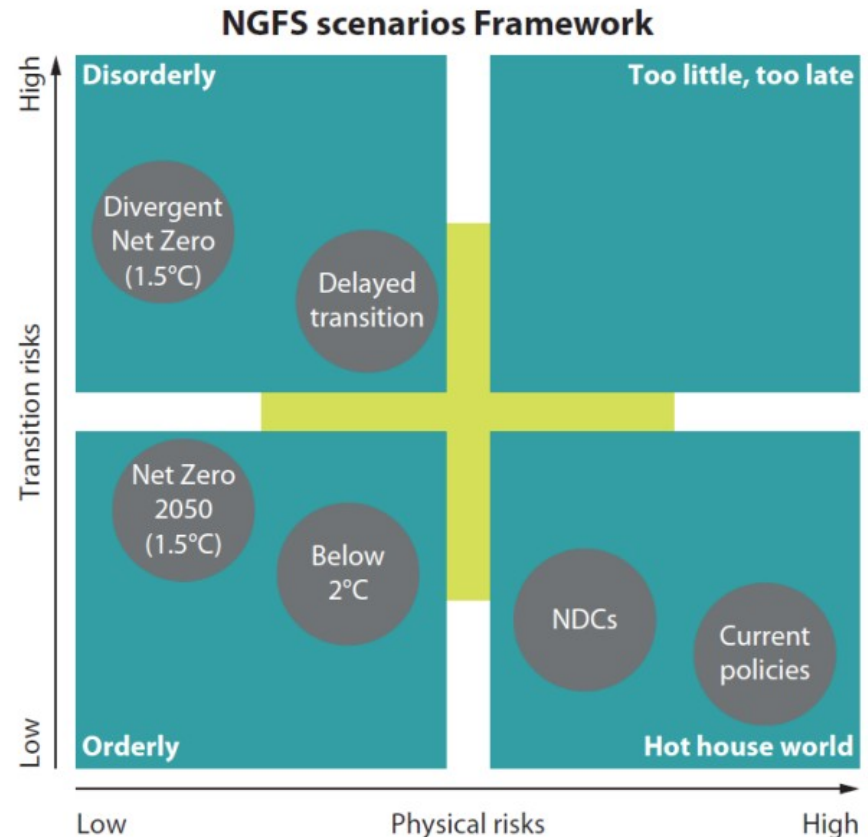 NGFS scenarios Framework
High
Disorderly
Too little, too late
Divergent
Net Zero
(1.5°C)
Delayed
transition
Transition risks
Net Zero
2050
(1.5°C)
Below
2°C
NDCs
Current
policies
Low
Orderly
Hot house world
Low
Physical risks
High